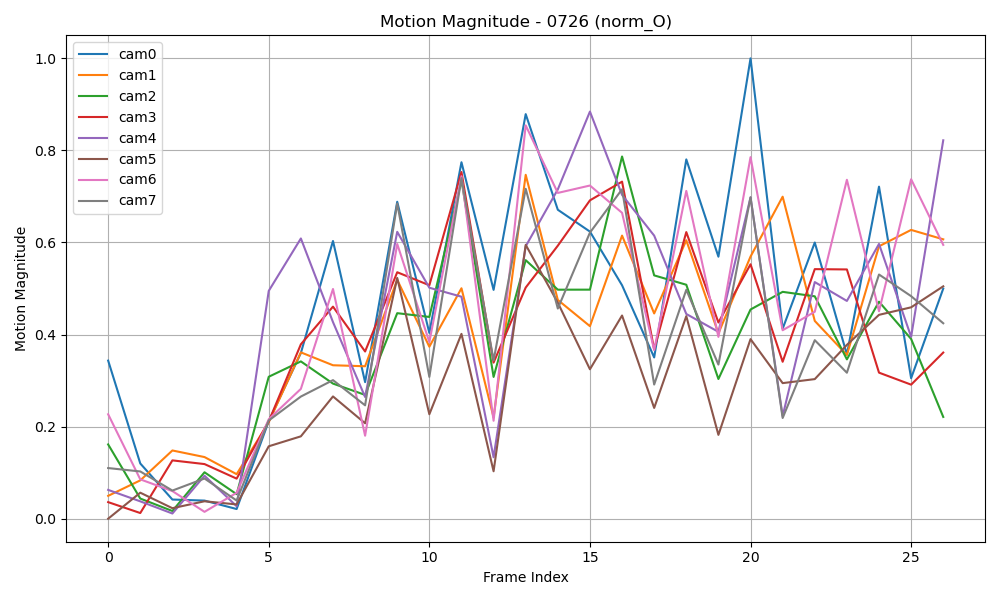 Motion Magnitude - 0726 (norm_O)
cam0
cam1
cam2
cam3
cam4
cam5
cam6
cam7
1.0
0.8
0.6
0.4
0.2
0.0
Motion Magnitude
0 5 10 15 20 25
Frame Index